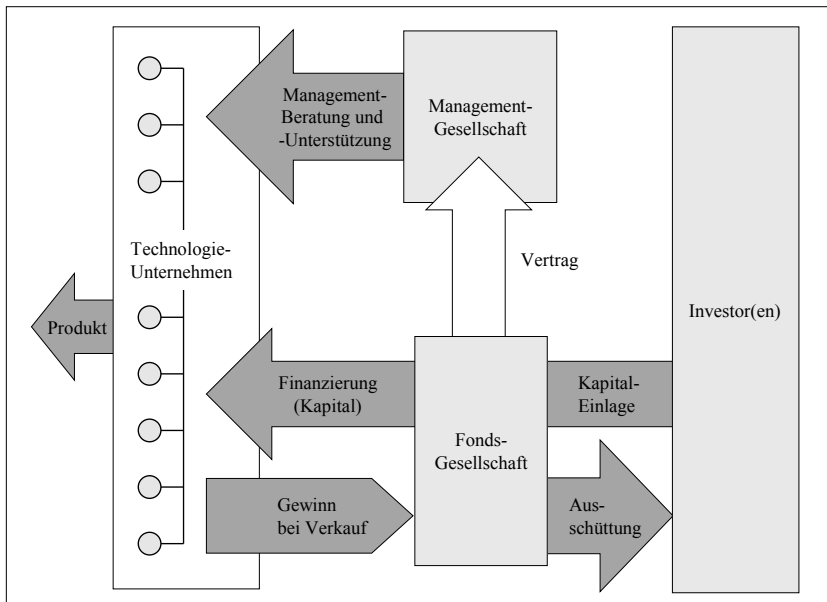 Management-
Beratung und
-Unterstützung
Management-
Gesellschaft
Technologie-
Unternehmen
Vertrag
Investor(en)
Produkt
Finanzierung
(Kapital)
Kapital-
Einlage
Fonds-
Gesellschaft
Gewinn
bei Verkauf
Aus-
schüttung